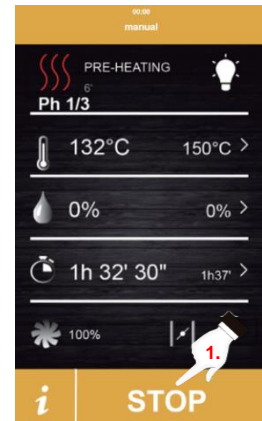 00:00
manual
PRE-HEATING
6'
Ph 1/3
132°C 150°C >
0% 0% >
1h 32' 30" 1h37' >
100%
1.
i STOP